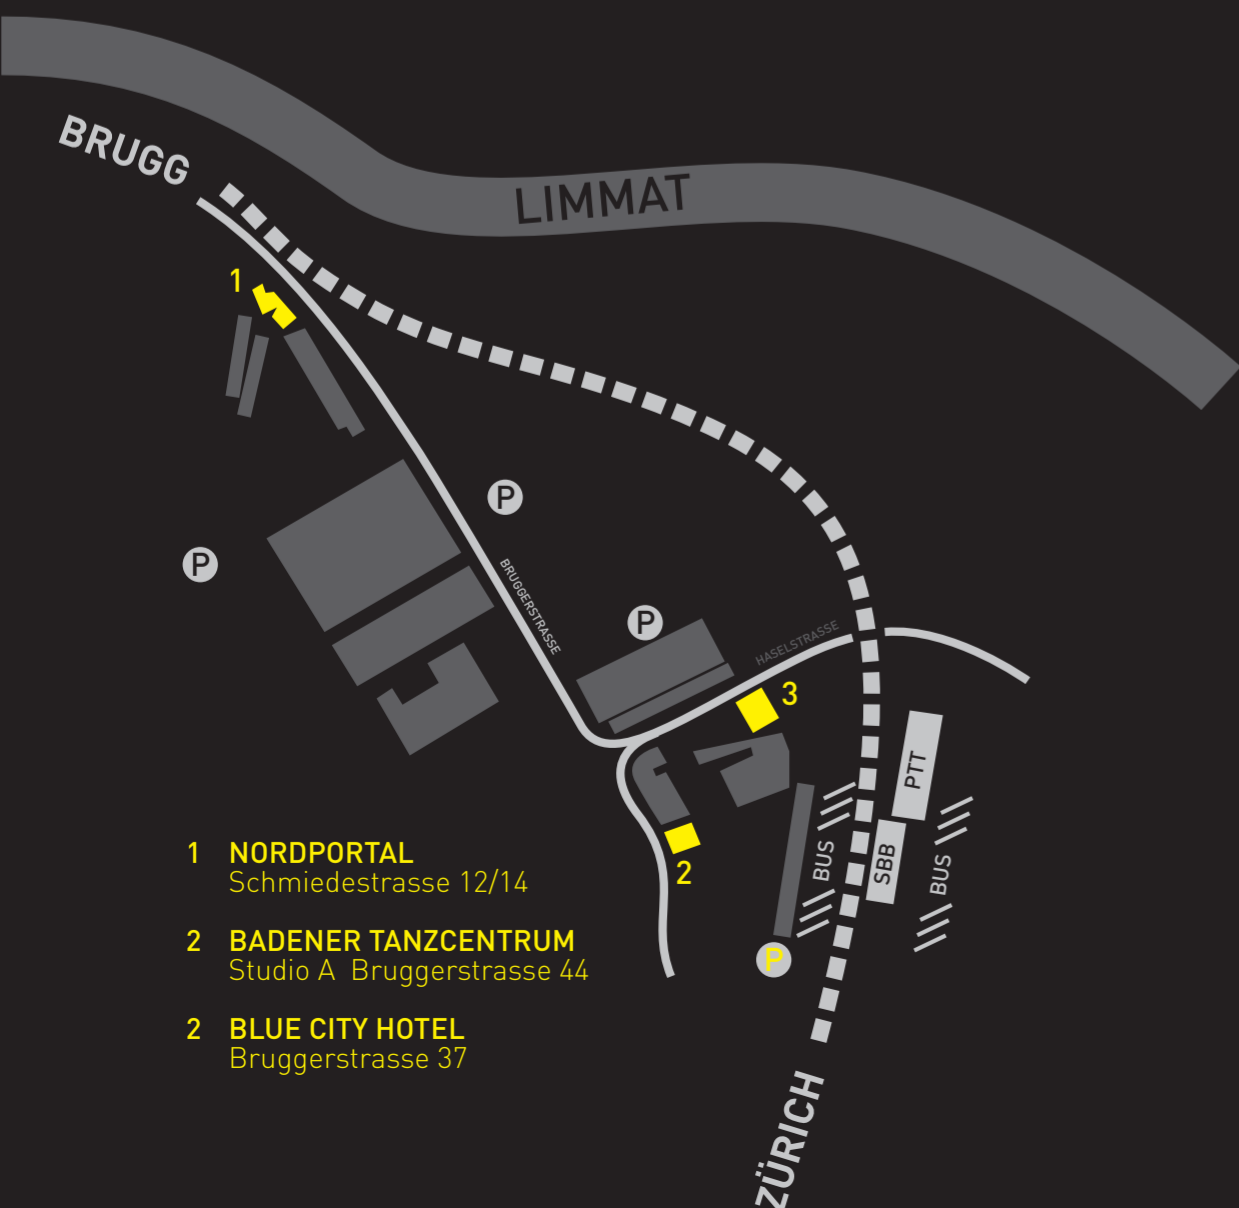 BRUGG
LIMMAT
1
P
P
BRUGGERSTRASSE
P
HASELSTRASSE
3
PTT
BUS
SBB
BUS
2
P
1 NORDPORTAL
Schmiedestrasse 12/14
2 BADENER TANZCENTRUM
Studio A Bruggerstrasse 44
2 BLUE CITY HOTEL
Bruggerstrasse 37
ZÜRICH